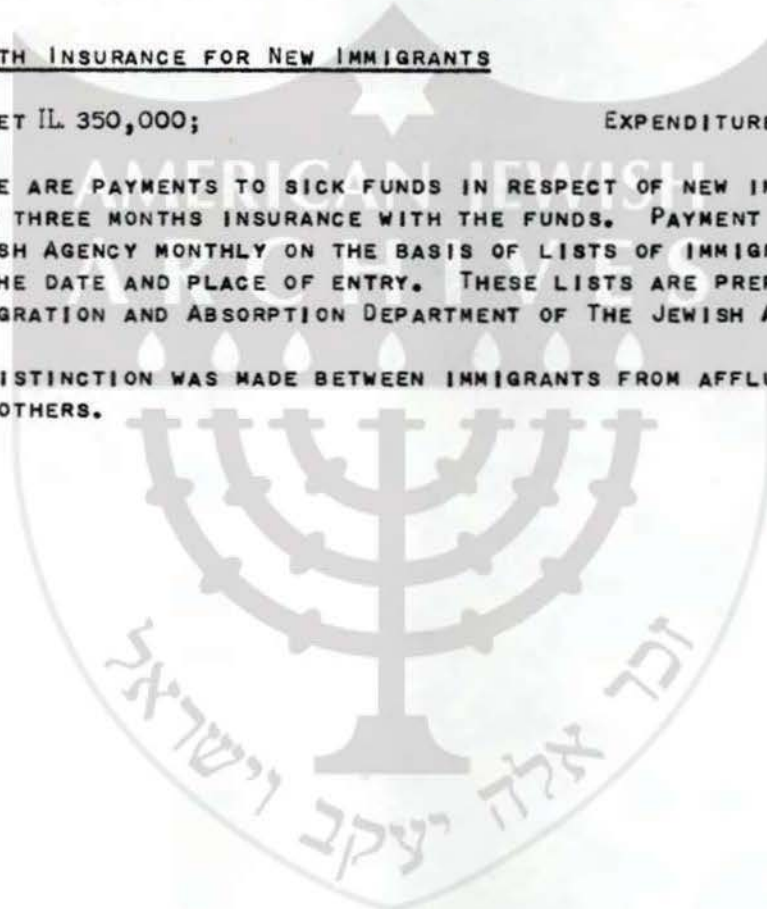 TH INSURANCE FOR NEW IMMIGRANTS
ET IL 350,000; EXPENDITURE
E ARE PAYMENTS TO SICK FUNDS IN RESPECT OF NEW IM
THREE MONTHS INSURANCE WITH THE FUNDS. PAYMENT
SH AGENCY MONTHLY ON THE BASIS OF LISTS OF IMMIG
HE DATE AND PLACE OF ENTRY. THESE LISTS ARE PREP
GRATION AND ABSORPTION DEPARTMENT OF THE JEWISH A
ISTINCTION WAS MADE BETWEEN IMMIGRANTS FROM AFFLU
OTHERS.
AMERICAN JEWISH
ARCHIVES
זכר אלה יעקב וישראל